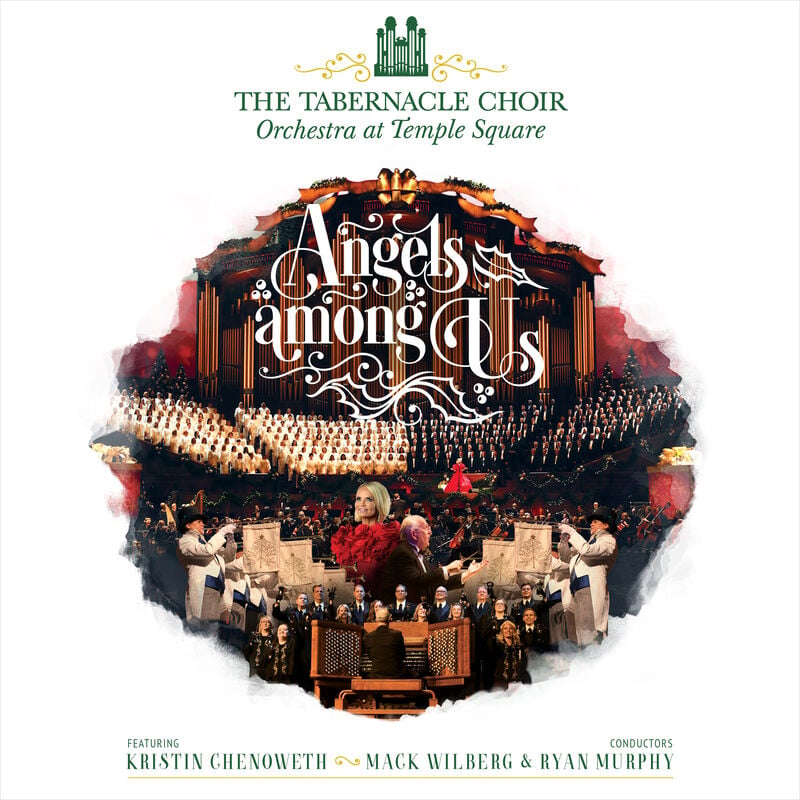 THE TABERNACLE CHOIR
Orchestra at Temple Square
Angels
among Us
FEATURING
KRISTIN CHENOWETH ~ MACK WILBERG & RYAN MURPHY
CONDUCTORS